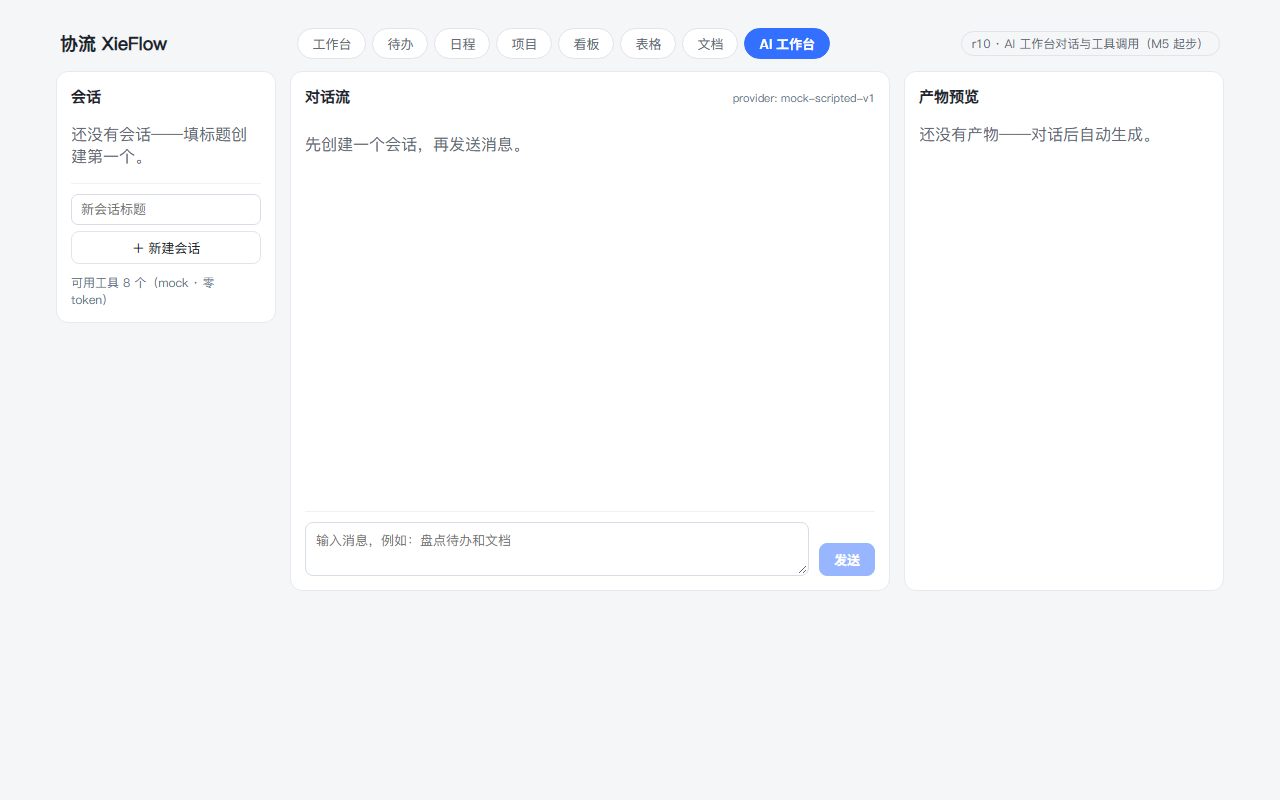 协流 XieFlow
工作台
待办
日程
项目
看板
表格
文档
AI 工作台
r10 · AI 工作台对话与工具调用（M5 起步）
会话
还没有会话——填标题创
建第一个。
新会话标题
＋ 新建会话
可用工具 8 个（mock · 零
token）
对话流
provider: mock-scripted-v1
先创建一个会话，再发送消息。
输入消息，例如：盘点待办和文档
发送
产物预览
还没有产物——对话后自动生成。